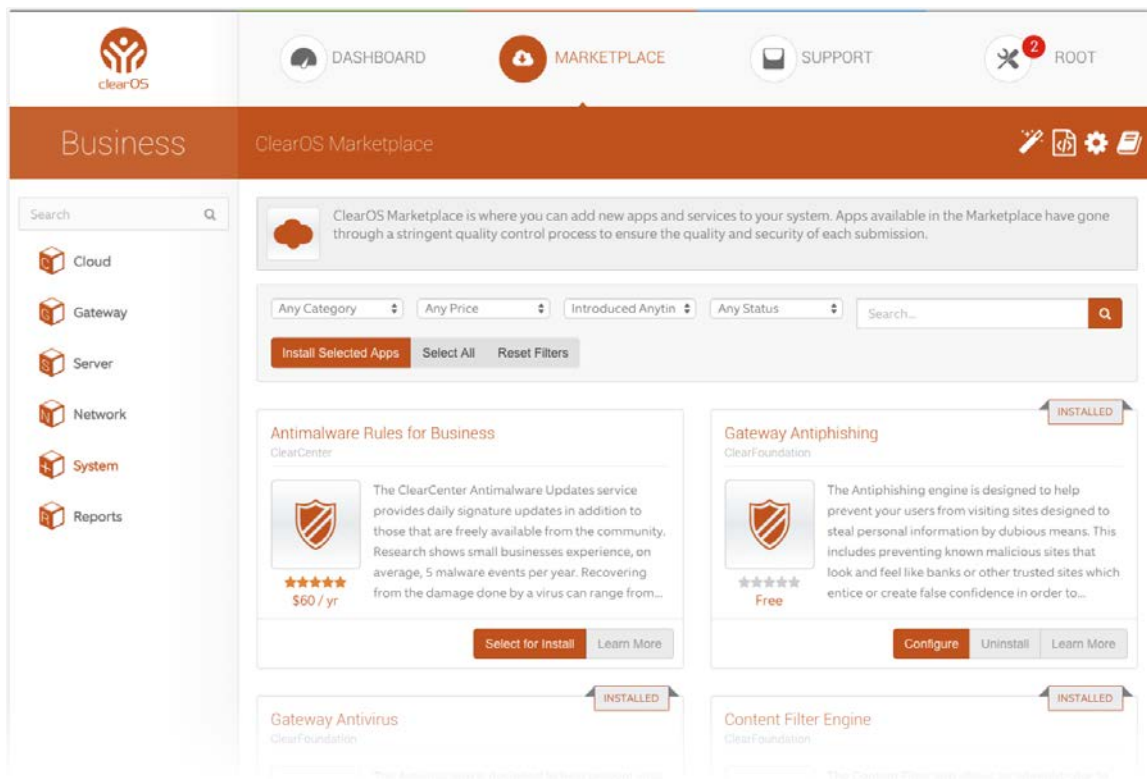 clearOS
DASHBOARD
MARKETPLACE
SUPPORT
2
ROOT
Business
ClearOS Marketplace
Search
Cloud
Gateway
Server
Network
System
Reports
ClearOS Marketplace is where you can add new apps and services to your system. Apps available in the Marketplace have gone
through a stringent quality control process to ensure the quality and security of each submission.
Any Category
Any Price
Introduced Anytin
Any Status
Search...
Install Selected Apps
Select All
Reset Filters
Antimalware Rules for Business
ClearCenter
The ClearCenter Antimalware Updates service
provides daily signature updates in addition to
those that are freely available from the community.
Research shows small businesses experience, on
average, 5 malware events per year. Recovering
from the damage done by a virus can range from...
$60 / yr
Select for Install
Learn More
INSTALLED
Gateway Antiphishing
ClearFoundation
The Antiphishing engine is designed to help
prevent your users from visiting sites designed to
steal personal information by dubious means. This
includes preventing known malicious sites that
look and feel like banks or other trusted sites which
entice or create false confidence in order to...
Free
Configure
Uninstall
Learn More
INSTALLED
Gateway Antivirus
ClearFoundation
INSTALLED
Content Filter Engine
ClearFoundation